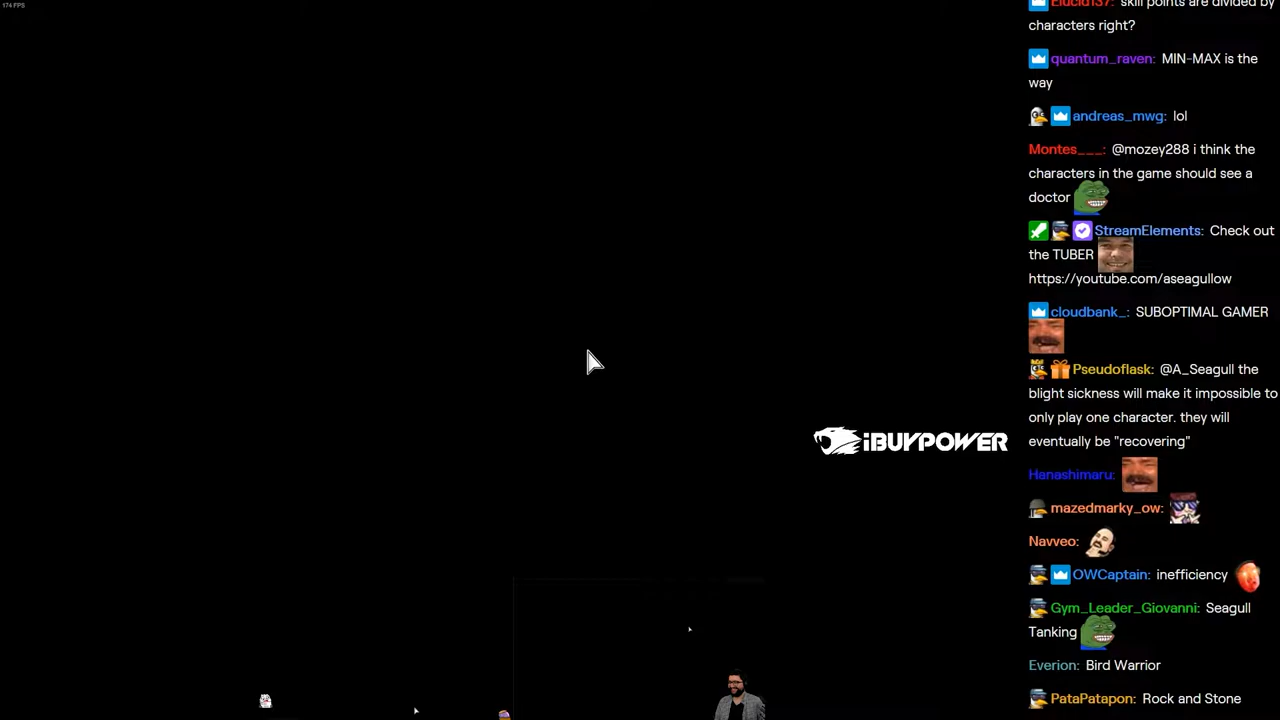 174 FPS
Elucid137: skill points are divided by
characters right?
quantum_raven: MIN-MAX is the
way
andreas_mwg: lol
Montes___: @mozey288 i think the
characters in the game should see a
doctor
StreamElements: Check out
the TUBER
https://youtube.com/aseagullow
cloudbank_: SUBOPTIMAL GAMER
Pseudoflask: @A_Seagull the
blight sickness will make it impossible to
only play one character. they will
eventually be "recovering"
iBUYPOWER
Hanashimaru:
mazedmarky_ow:
Navveo:
OWCaptain: inefficiency
Gym_Leader_Giovanni: Seagull
Tanking
Everion: Bird Warrior
PataPatapon: Rock and Stone